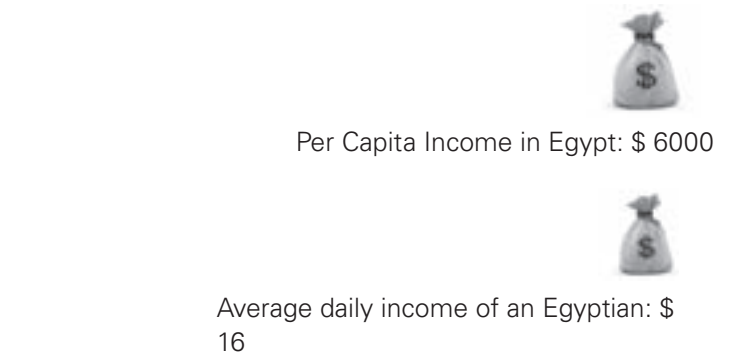 $
Per Capita Income in Egypt: $ 6000
$
Average daily income of an Egyptian: $
16